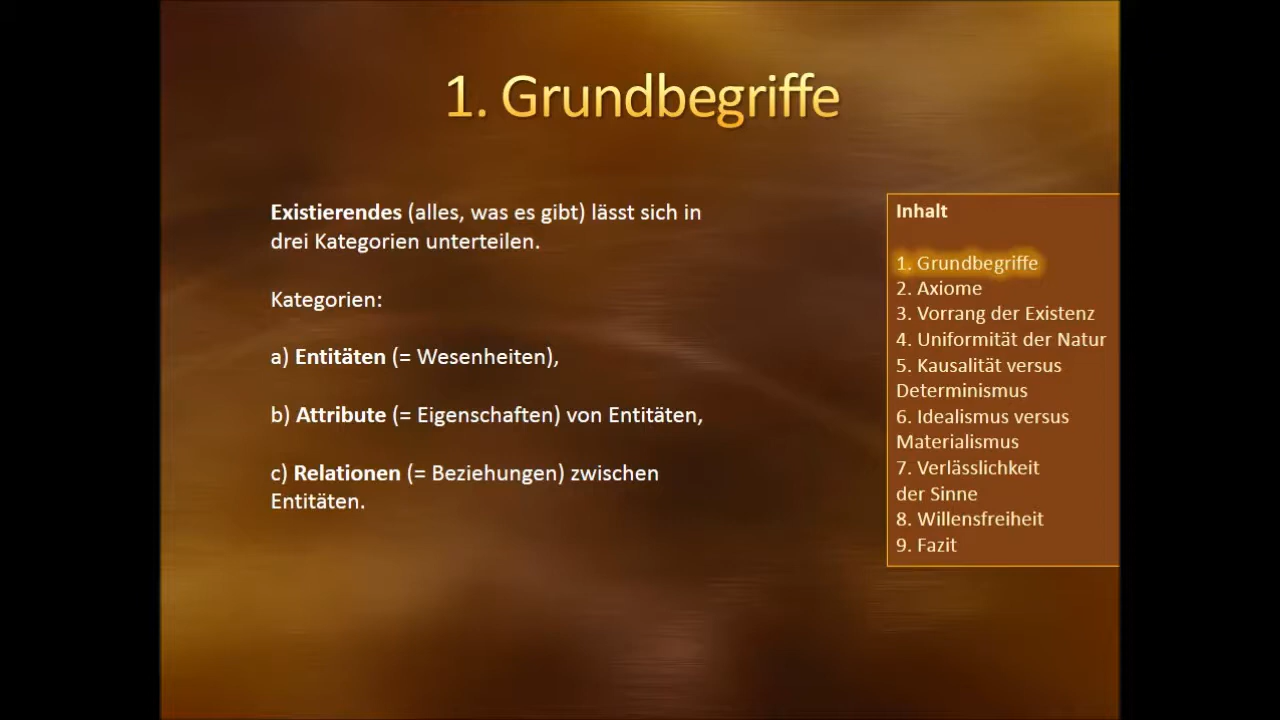 1. Grundbegriffe
Existierendes (alles, was es gibt) lässt sich in
drei Kategorien unterteilen.
Kategorien:
a) Entitäten (= Wesenheiten),
b) Attribute (= Eigenschaften) von Entitäten,
c) Relationen (= Beziehungen) zwischen
Entitäten.
Inhalt
1. Grundbegriffe
2. Axiome
3. Vorrang der Existenz
4. Uniformität der Natur
5. Kausalität versus
Determinismus
6. Idealismus versus
Materialismus
7. Verlässlichkeit
der Sinne
8. Willensfreiheit
9. Fazit